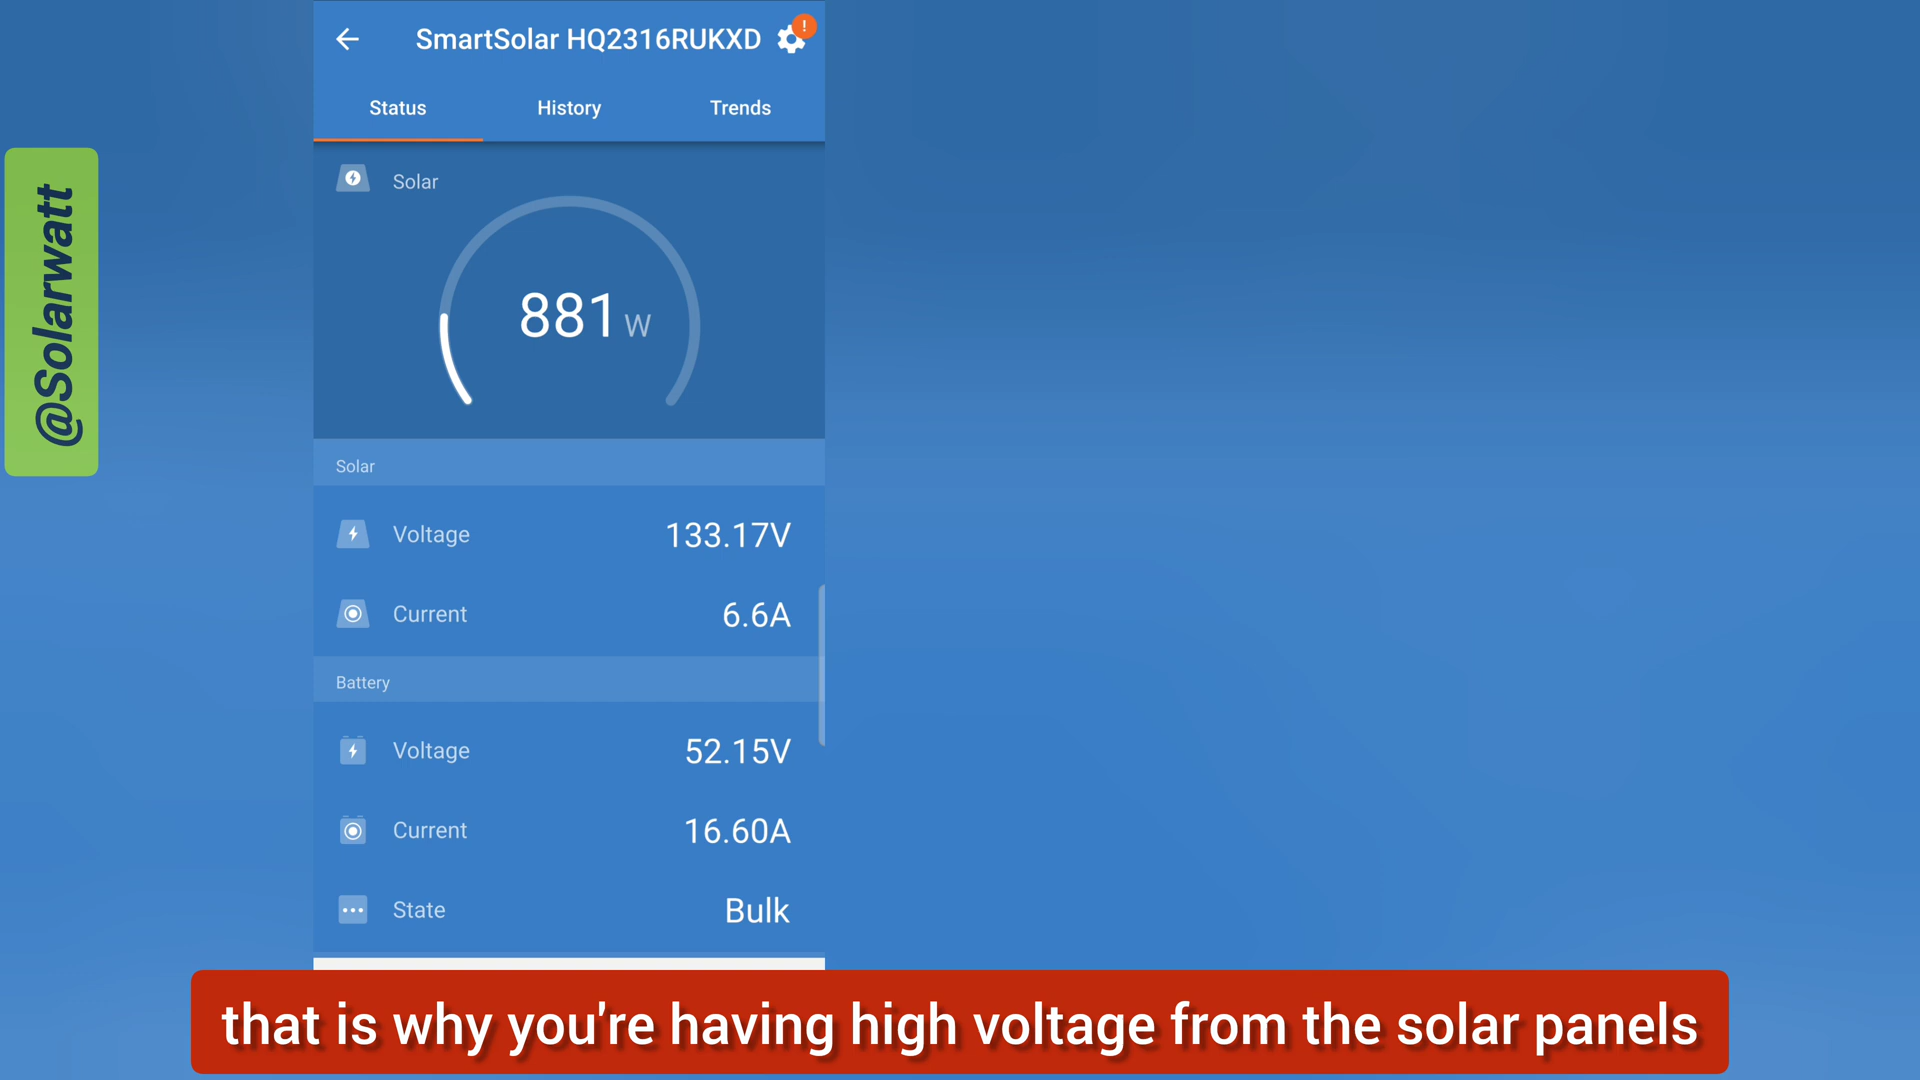 SmartSolar HQ2316RUKXD
!
Status
History
Trends
@Solarwatt
Solar
881 W
Solar
Voltage 133.17V
Current 6.6A
Battery
Voltage 52.15V
Current 16.60A
State Bulk
that is why you're having high voltage from the solar panels